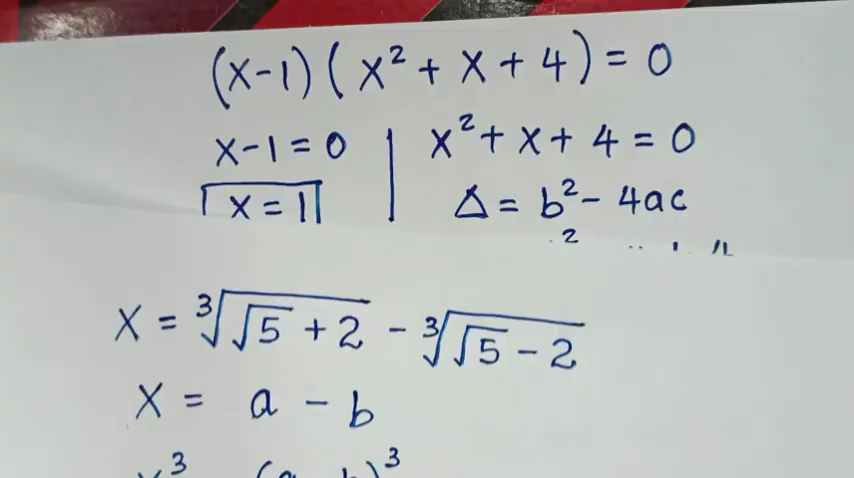 (x-1)(x²+x+4)=0
x-1=0 | x²+x+4=0
x=1 | Δ=b²-4ac
x=∛(√5+2)-∛(√5-2)
x=a-b